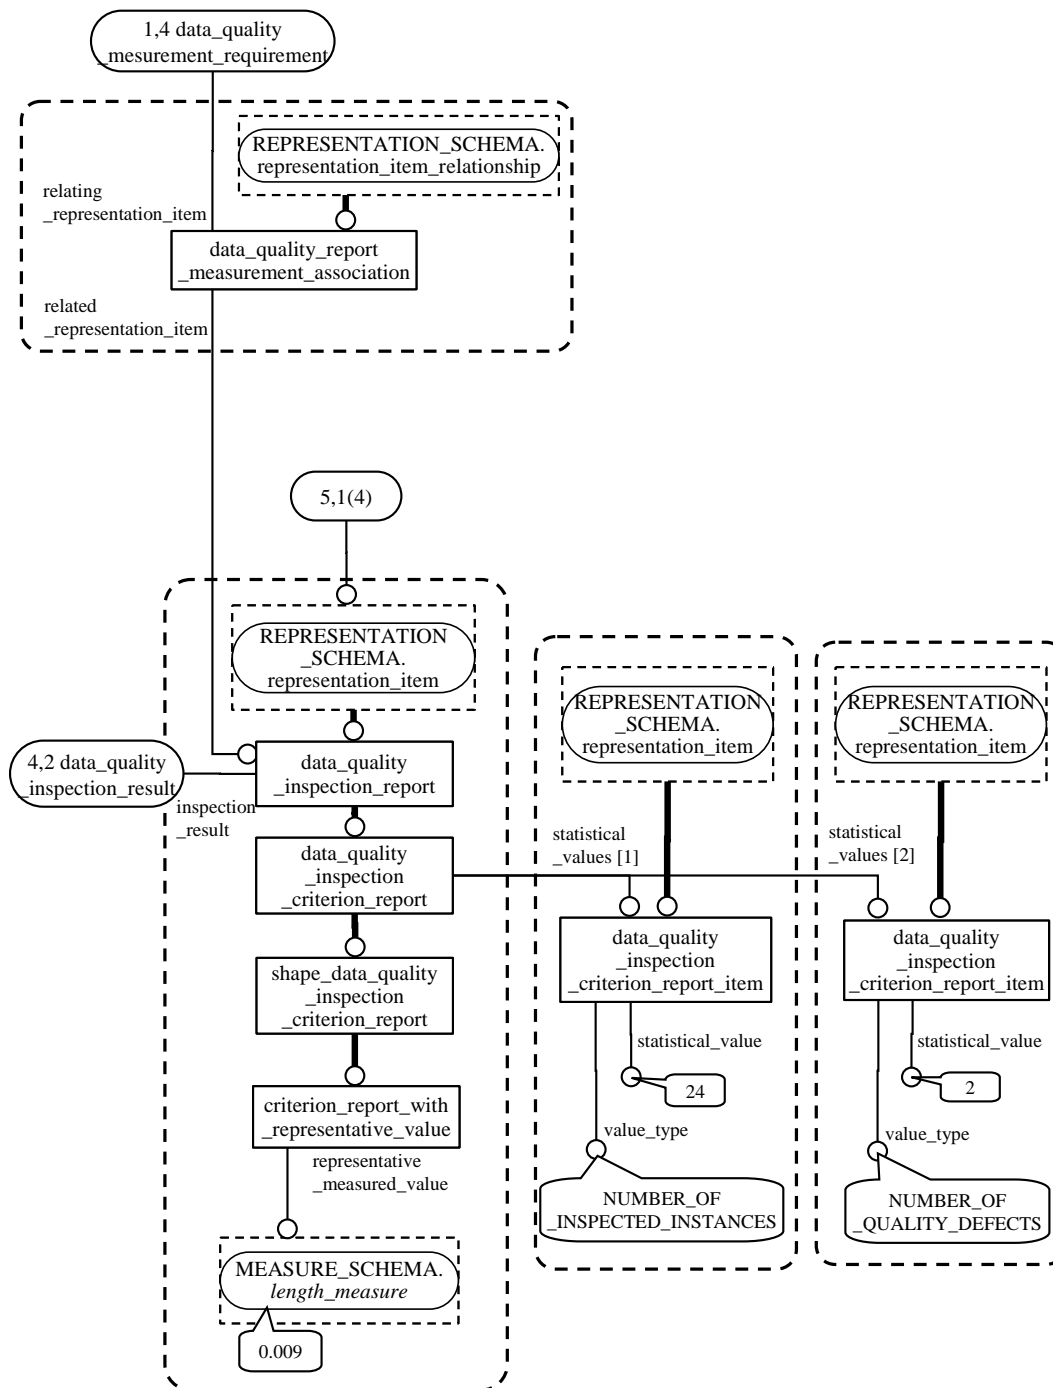 1,4 data_quality
_mesurement_requirement
REPRESENTATION_SCHEMA.
representation_item_relationship
relating
_representation_item
data_quality_report
_measurement_association
related
_representation_item
5,1(4)
REPRESENTATION
_SCHEMA.
representation_item
REPRESENTATION
_SCHEMA.
representation_item
REPRESENTATION
_SCHEMA.
representation_item
4,2 data_quality
_inspection_result
data_quality
_inspection_report
inspection
_result
data_quality
_inspection
_criterion_report
statistical
_values [1]
statistical
_values [2]
shape_data_quality
_inspection
_criterion_report
data_quality
_inspection
_criterion_report_item
data_quality
_inspection
_criterion_report_item
statistical_value
24
statistical_value
2
criterion_report_with
_representative_value
value_type
value_type
representative
_measured_value
NUMBER_OF
_INSPECTED_INSTANCES
NUMBER_OF
_QUALITY_DEFECTS
MEASURE_SCHEMA.
length_measure
0.009